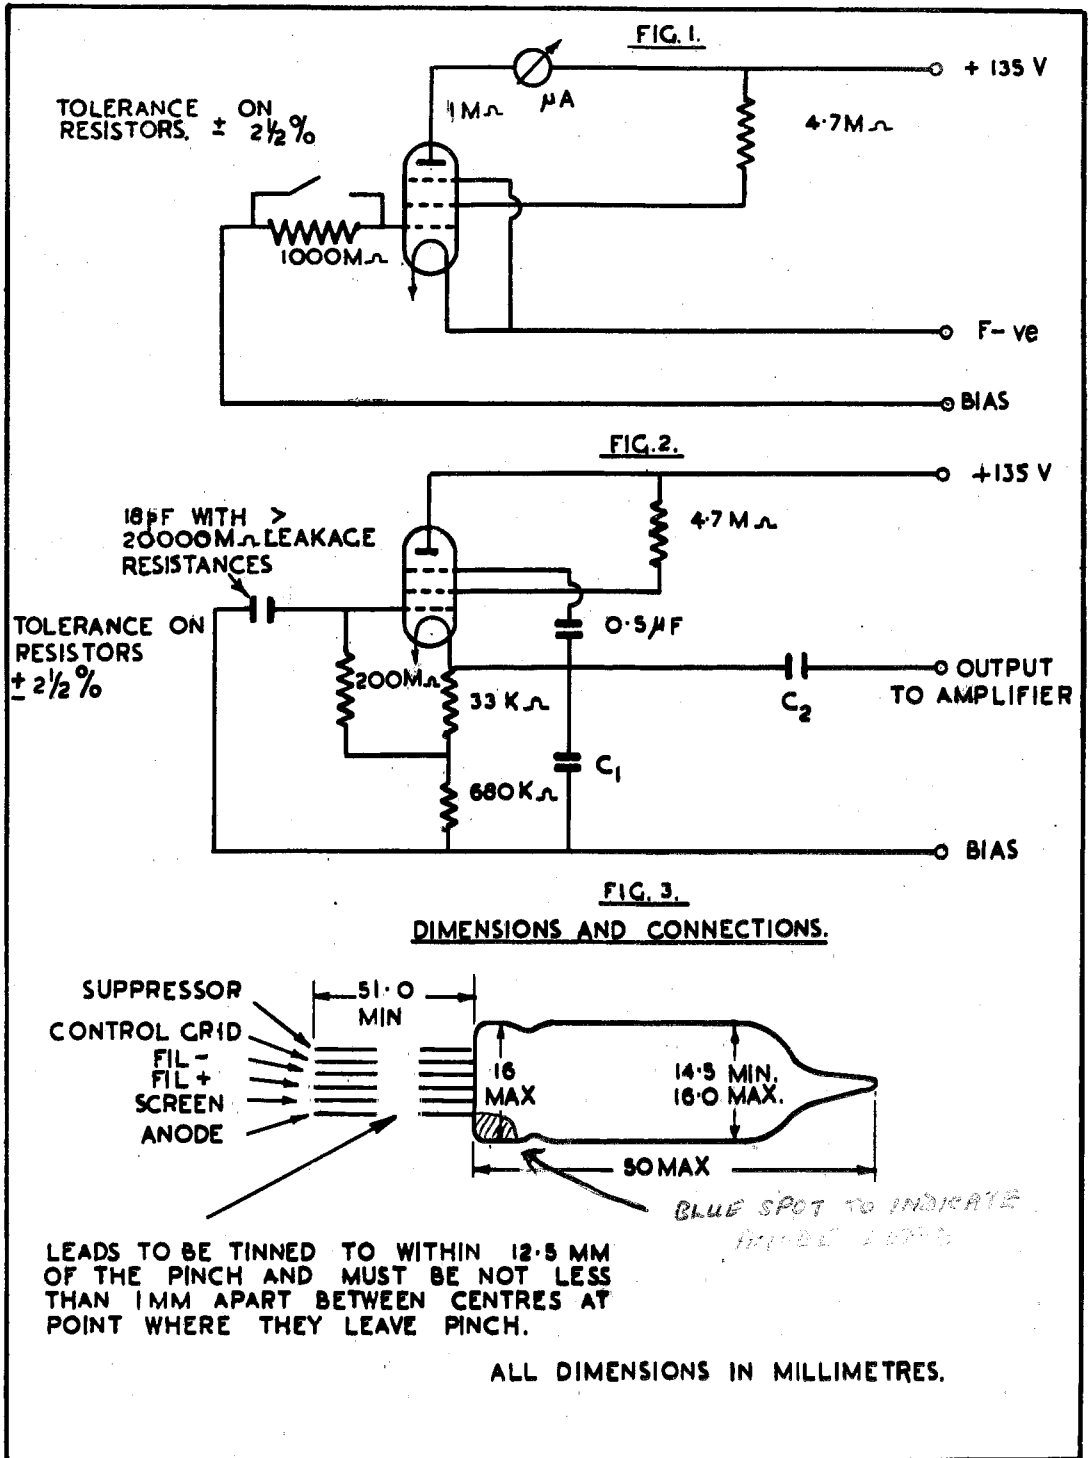 FIG. 1.
+ 135 V
1MΩ
μA
4·7MΩ
TOLERANCE ON
RESISTORS. ± 2½%
1000MΩ
F- ve
BIAS
FIG. 2.
+135 V
18pF WITH >
20000MΩ LEAKAGE
RESISTANCES
4·7MΩ
TOLERANCE ON
RESISTORS
± 2½%
0·5μF
200MΩ
33KΩ
C2
OUTPUT
TO AMPLIFIER
C1
680KΩ
BIAS
FIG. 3.
DIMENSIONS AND CONNECTIONS.
SUPPRESSOR
CONTROL GRID
FIL -
FIL +
SCREEN
ANODE
51·0
MIN
16
MAX
14·5 MIN.
16·0 MAX.
50 MAX
BLUE SPOT TO INDICATE
LEADS TO BE TINNED TO WITHIN 12·5 MM
OF THE PINCH AND MUST BE NOT LESS
THAN 1MM APART BETWEEN CENTRES AT
POINT WHERE THEY LEAVE PINCH.
ALL DIMENSIONS IN MILLIMETRES.